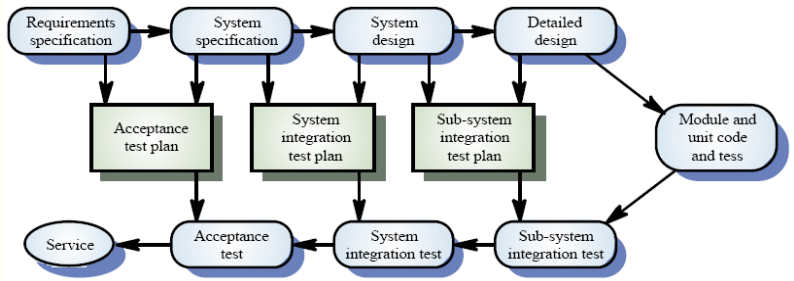 Requirements
specification
System
specification
System
design
Detailed
design
Acceptance
test plan
System
integration
test plan
Sub-system
integration
test plan
Module and
unit code
and tess
Service
Acceptance
test
System
integration test
Sub-system
integration test